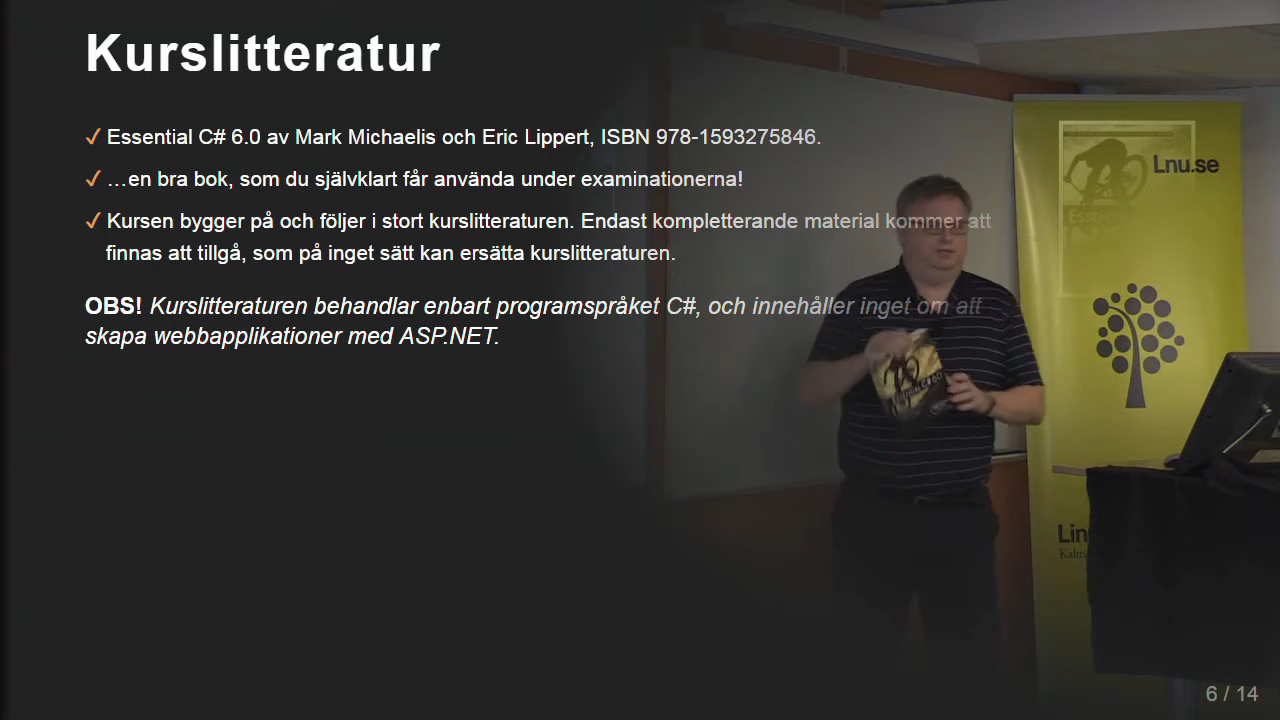 Kurslitteratur
✓ Essential C# 6.0 av Mark Michaelis och Eric Lippert, ISBN 978-1593275846.
✓ …en bra bok, som du självklart får använda under examinationerna!
✓ Kursen bygger på och följer i stort kurslitteraturen. Endast kompletterande material kommer att
finnas att tillgå, som på inget sätt kan ersätta kurslitteraturen.
OBS! Kurslitteraturen behandlar enbart programspråket C#, och innehåller inget om att
skapa webbapplikationer med ASP.NET.
Lnu.se
6 / 14